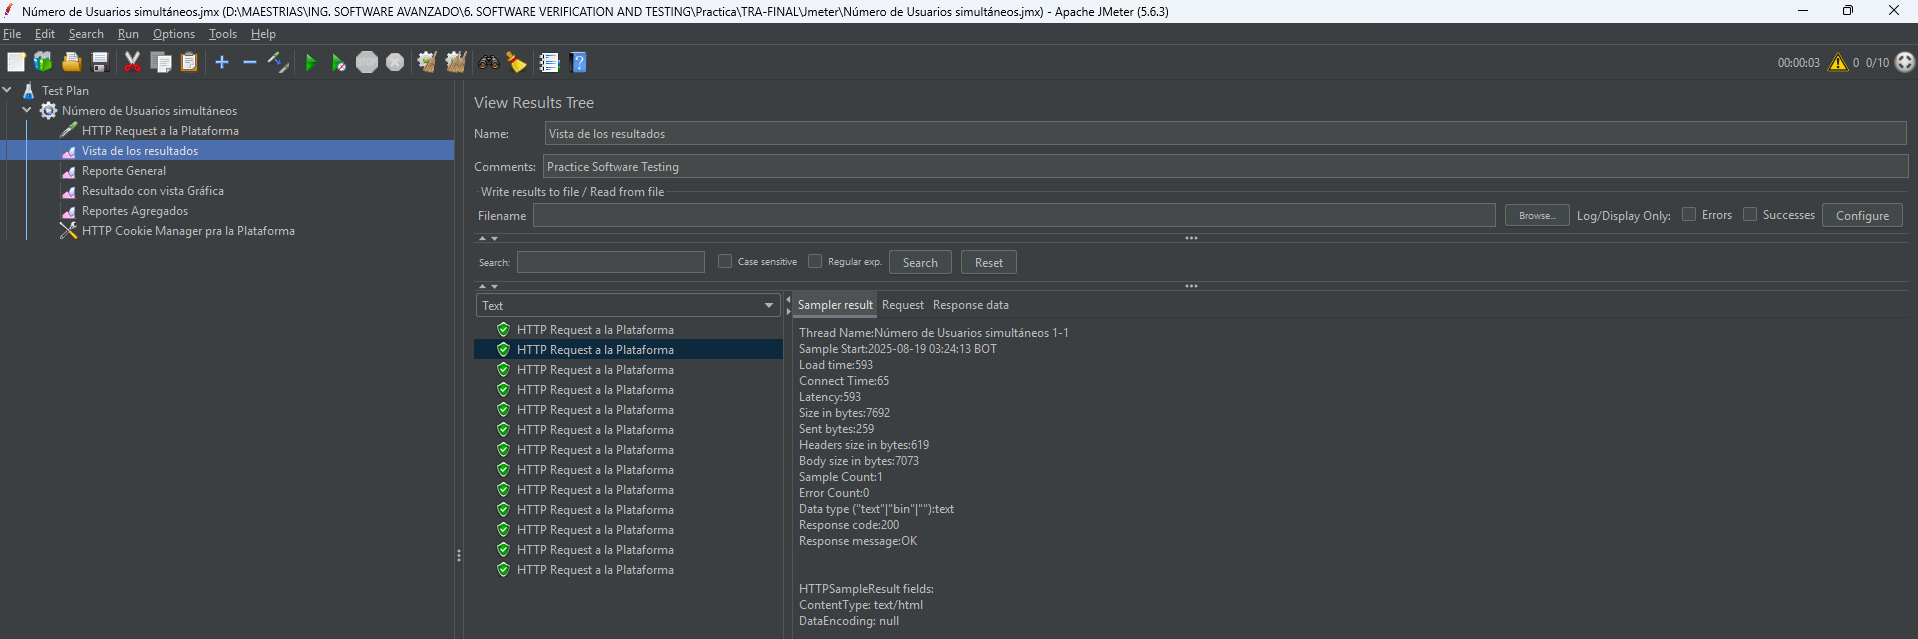 Número de Usuarios simultáneos.jmx (D:\MAESTRIAS\ING. SOFTWARE AVANZADO\6. SOFTWARE VERIFICATION AND TESTING\Practica\TRA-FINAL\Jmeter\Número de Usuarios simultáneos.jmx) - Apache JMeter (5.6.3)
File Edit Search Run Options Tools Help
STOP
00:00:03 0 0/10
Test Plan
Número de Usuarios simultáneos
HTTP Request a la Plataforma
Vista de los resultados
Reporte General
Resultado con vista Gráfica
Reportes Agregados
HTTP Cookie Manager pra la Plataforma
View Results Tree
Name: Vista de los resultados
Comments: Practice Software Testing
Write results to file / Read from file
Filename Browse... Log/Display Only: Errors Successes Configure
Search: Case sensitive Regular exp. Search Reset
Text
HTTP Request a la Plataforma
HTTP Request a la Plataforma
HTTP Request a la Plataforma
HTTP Request a la Plataforma
HTTP Request a la Plataforma
HTTP Request a la Plataforma
HTTP Request a la Plataforma
HTTP Request a la Plataforma
HTTP Request a la Plataforma
HTTP Request a la Plataforma
HTTP Request a la Plataforma
HTTP Request a la Plataforma
HTTP Request a la Plataforma
Sampler result Request Response data
Thread Name:Número de Usuarios simultáneos 1-1
Sample Start:2025-08-19 03:24:13 BOT
Load time:593
Connect Time:65
Latency:593
Size in bytes:7692
Sent bytes:259
Headers size in bytes:619
Body size in bytes:7073
Sample Count:1
Error Count:0
Data type ("text"|"bin"|""):text
Response code:200
Response message:OK
HTTPSampleResult fields:
ContentType: text/html
DataEncoding: null